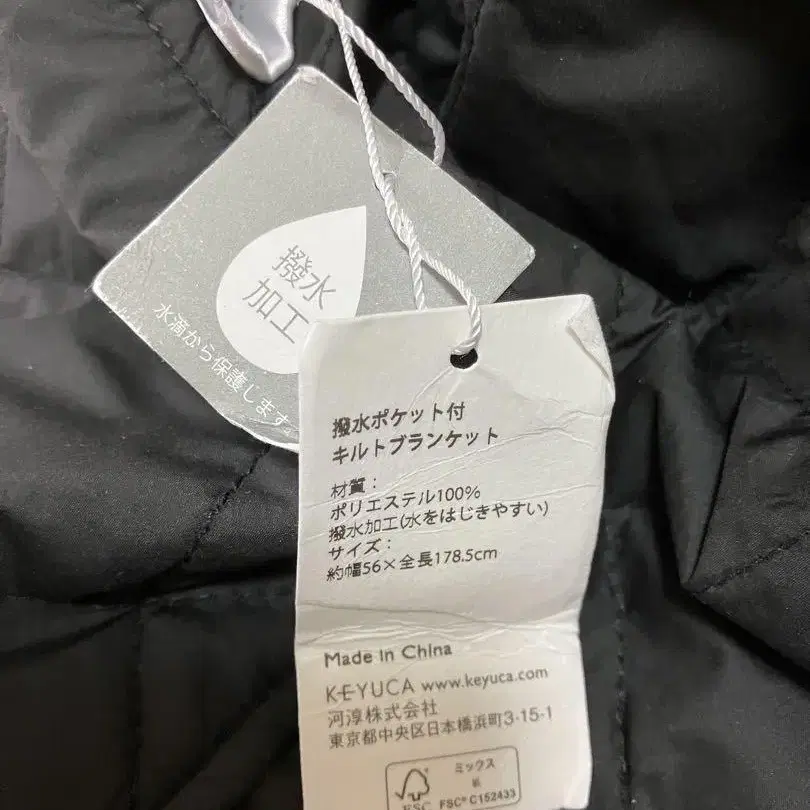 撥水
加工
水滴から保護します。
撥水ポケット付
キルトブランケット
材質：
ポリエステル100%
撥水加工(水をはじきやすい)
サイズ：
約幅56×全長178.5cm
Made in China
KEYUCA www.keyuca.com
河淳株式会社
東京都中央区日本橋浜町3-15-1
ミックス
紙
FSC
FSC® C152433